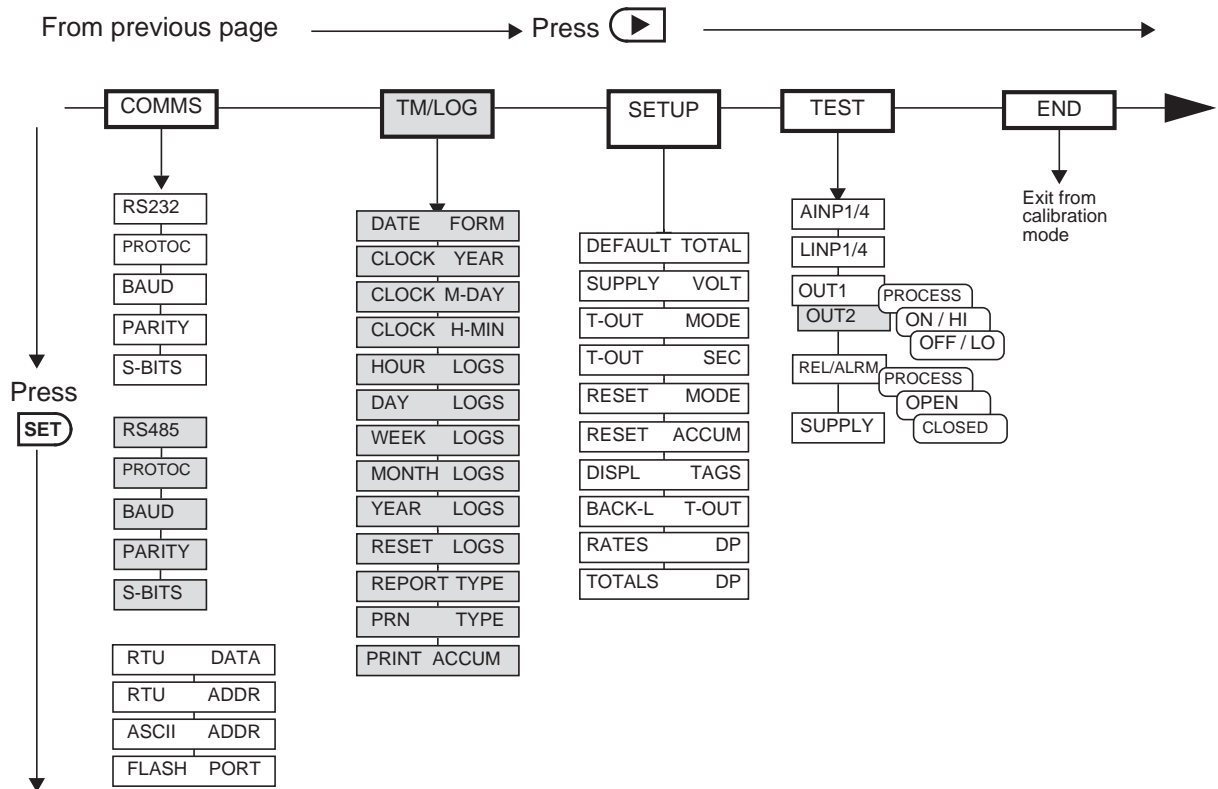 From previous page
Press
COMMS
TM/LOG
SETUP
TEST
END
Press
SET
RS232
PROTOC
BAUD
PARITY
S-BITS
RS485
PROTOC
BAUD
PARITY
S-BITS
RTU DATA
RTU ADDR
ASCII ADDR
FLASH PORT
DATE FORM
CLOCK YEAR
CLOCK M-DAY
CLOCK H-MIN
HOUR LOGS
DAY LOGS
WEEK LOGS
MONTH LOGS
YEAR LOGS
RESET LOGS
REPORT TYPE
PRN TYPE
PRINT ACCUM
DEFAULT TOTAL
SUPPLY VOLT
T-OUT MODE
T-OUT SEC
RESET MODE
RESET ACCUM
DISPL TAGS
BACK-L T-OUT
RATES DP
TOTALS DP
AINP1/4
LINP1/4
OUT1
OUT2
PROCESS
ON / HI
OFF / LO
REL/ALRM
PROCESS
OPEN
CLOSED
SUPPLY
Exit from
calibration
mode